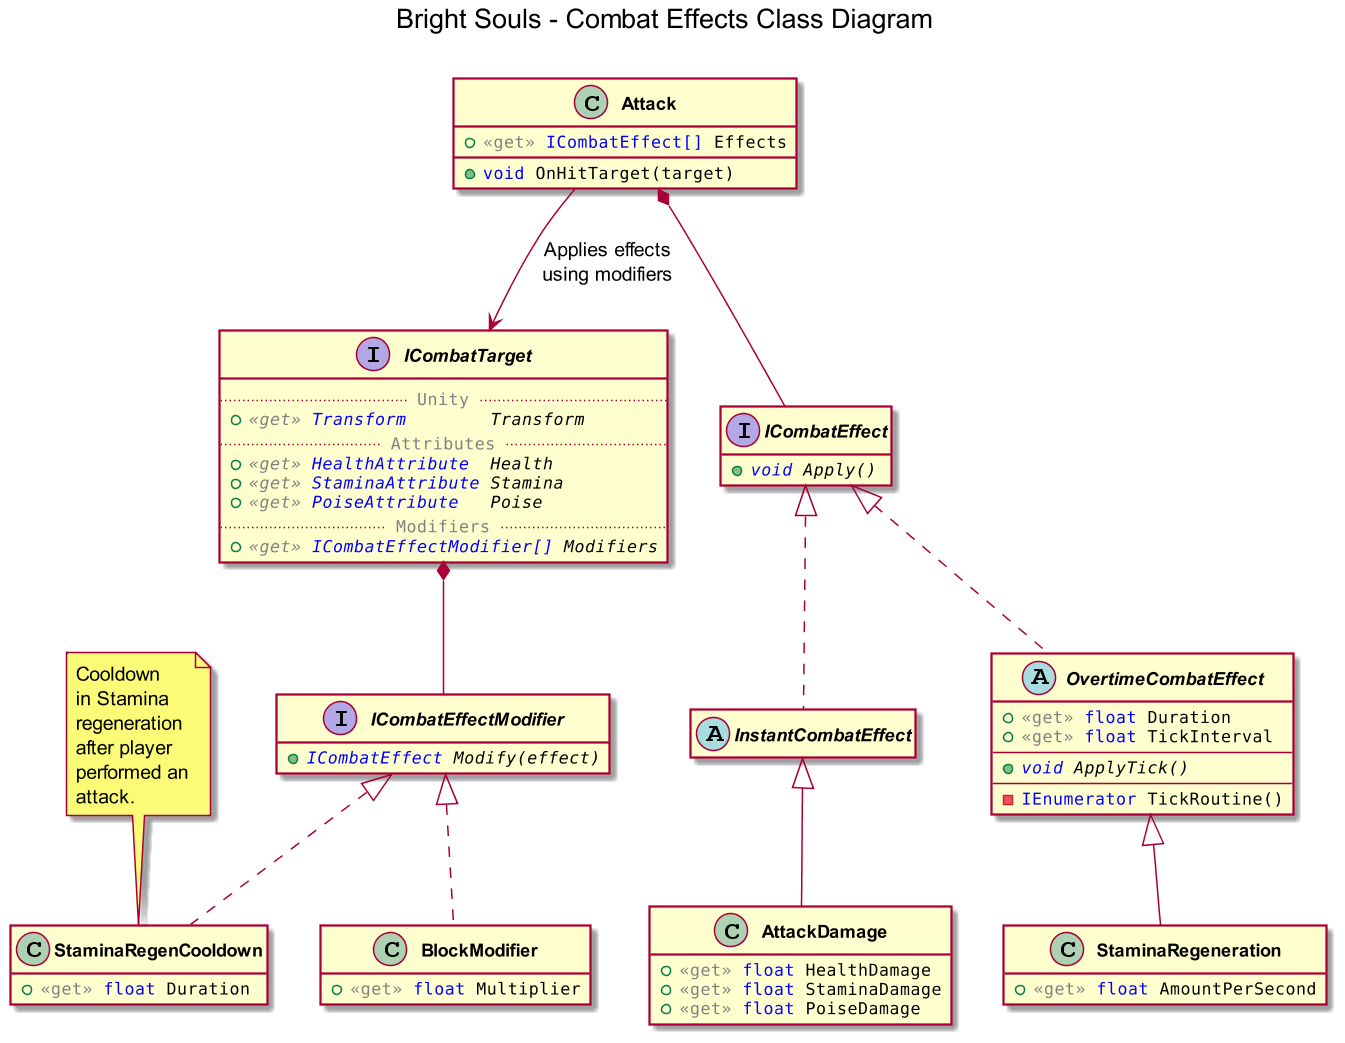 Bright Souls - Combat Effects Class Diagram
C Attack
«get» ICombatEffect[] Effects
void OnHitTarget(target)
Applies effects
using modifiers
I ICombatTarget
Unity
«get» Transform Transform
Attributes
«get» HealthAttribute Health
«get» StaminaAttribute Stamina
«get» PoiseAttribute Poise
Modifiers
«get» ICombatEffectModifier[] Modifiers
I ICombatEffect
void Apply()
Cooldown
in Stamina
regeneration
after player
performed an
attack.
I ICombatEffectModifier
ICombatEffect Modify(effect)
A InstantCombatEffect
A OvertimeCombatEffect
«get» float Duration
«get» float TickInterval
void ApplyTick()
IEnumerator TickRoutine()
C StaminaRegenCooldown
«get» float Duration
C BlockModifier
«get» float Multiplier
C AttackDamage
«get» float HealthDamage
«get» float StaminaDamage
«get» float PoiseDamage
C StaminaRegeneration
«get» float AmountPerSecond